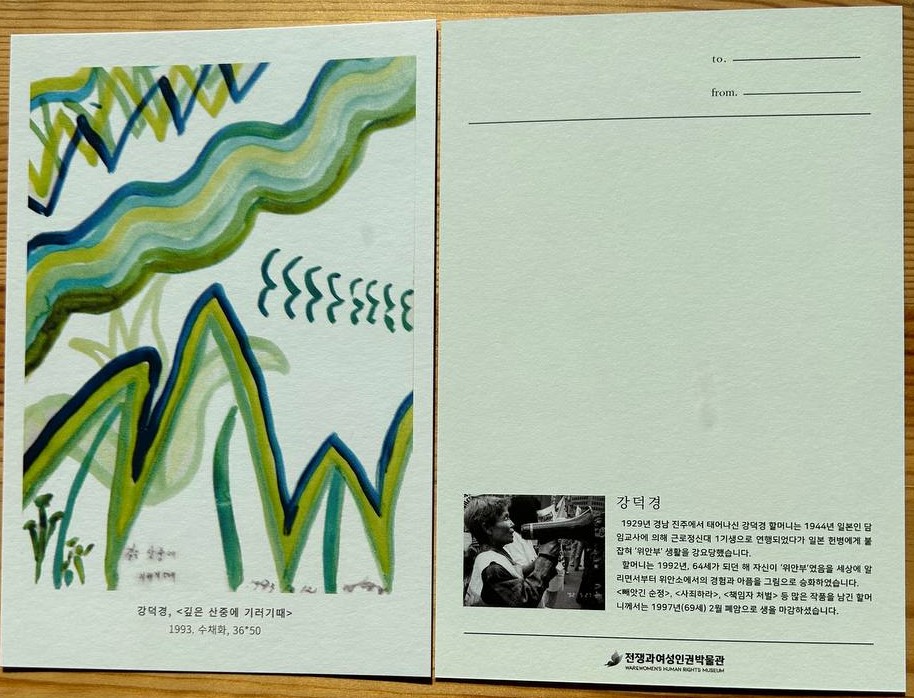 깊은 산중에
기러기떼
강덕경, <깊은 산중에 기러기때>
1993. 수채화, 36*50
to.
from.
강덕경
1929년 경남 진주에서 태어나신 강덕경 할머니는 1944년 일본인 담
임교사에 의해 근로정신대 1기생으로 연행되었다가 일본 헌병에게 붙
잡혀 '위안부' 생활을 강요당했습니다.
할머니는 1992년, 64세가 되던 해 자신이 '위안부'였음을 세상에 알
리면서부터 위안소에서의 경험과 아픔을 그림으로 승화하였습니다.
<빼앗긴 순정>, <사죄하라>, <책임자 처벌> 등 많은 작품을 남긴 할머
니께서는 1997년(69세) 2월 폐암으로 생을 마감하셨습니다.
전쟁과여성인권박물관
WAR&WOMEN'S HUMAN RIGHTS MUSEUM